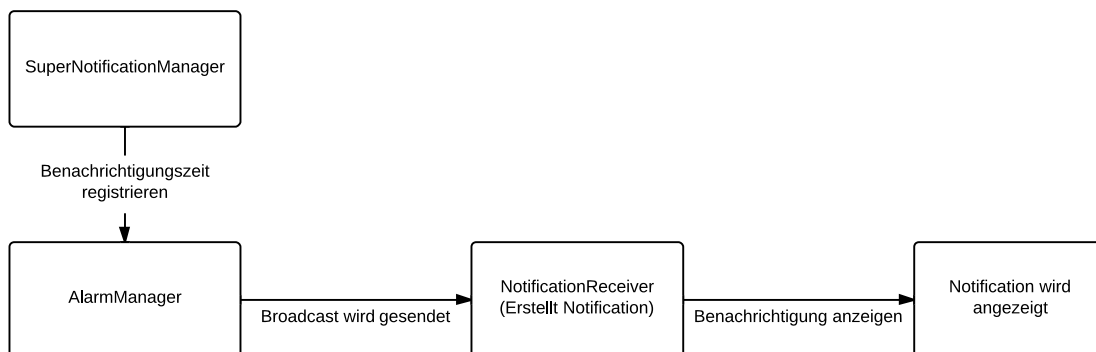 SuperNotificationManager
Benachrichtigungszeit
registrieren
AlarmManager
Broadcast wird gesendet
NotificationReceiver
(Erstellt Notification)
Benachrichtigung anzeigen
Notification wird
angezeigt